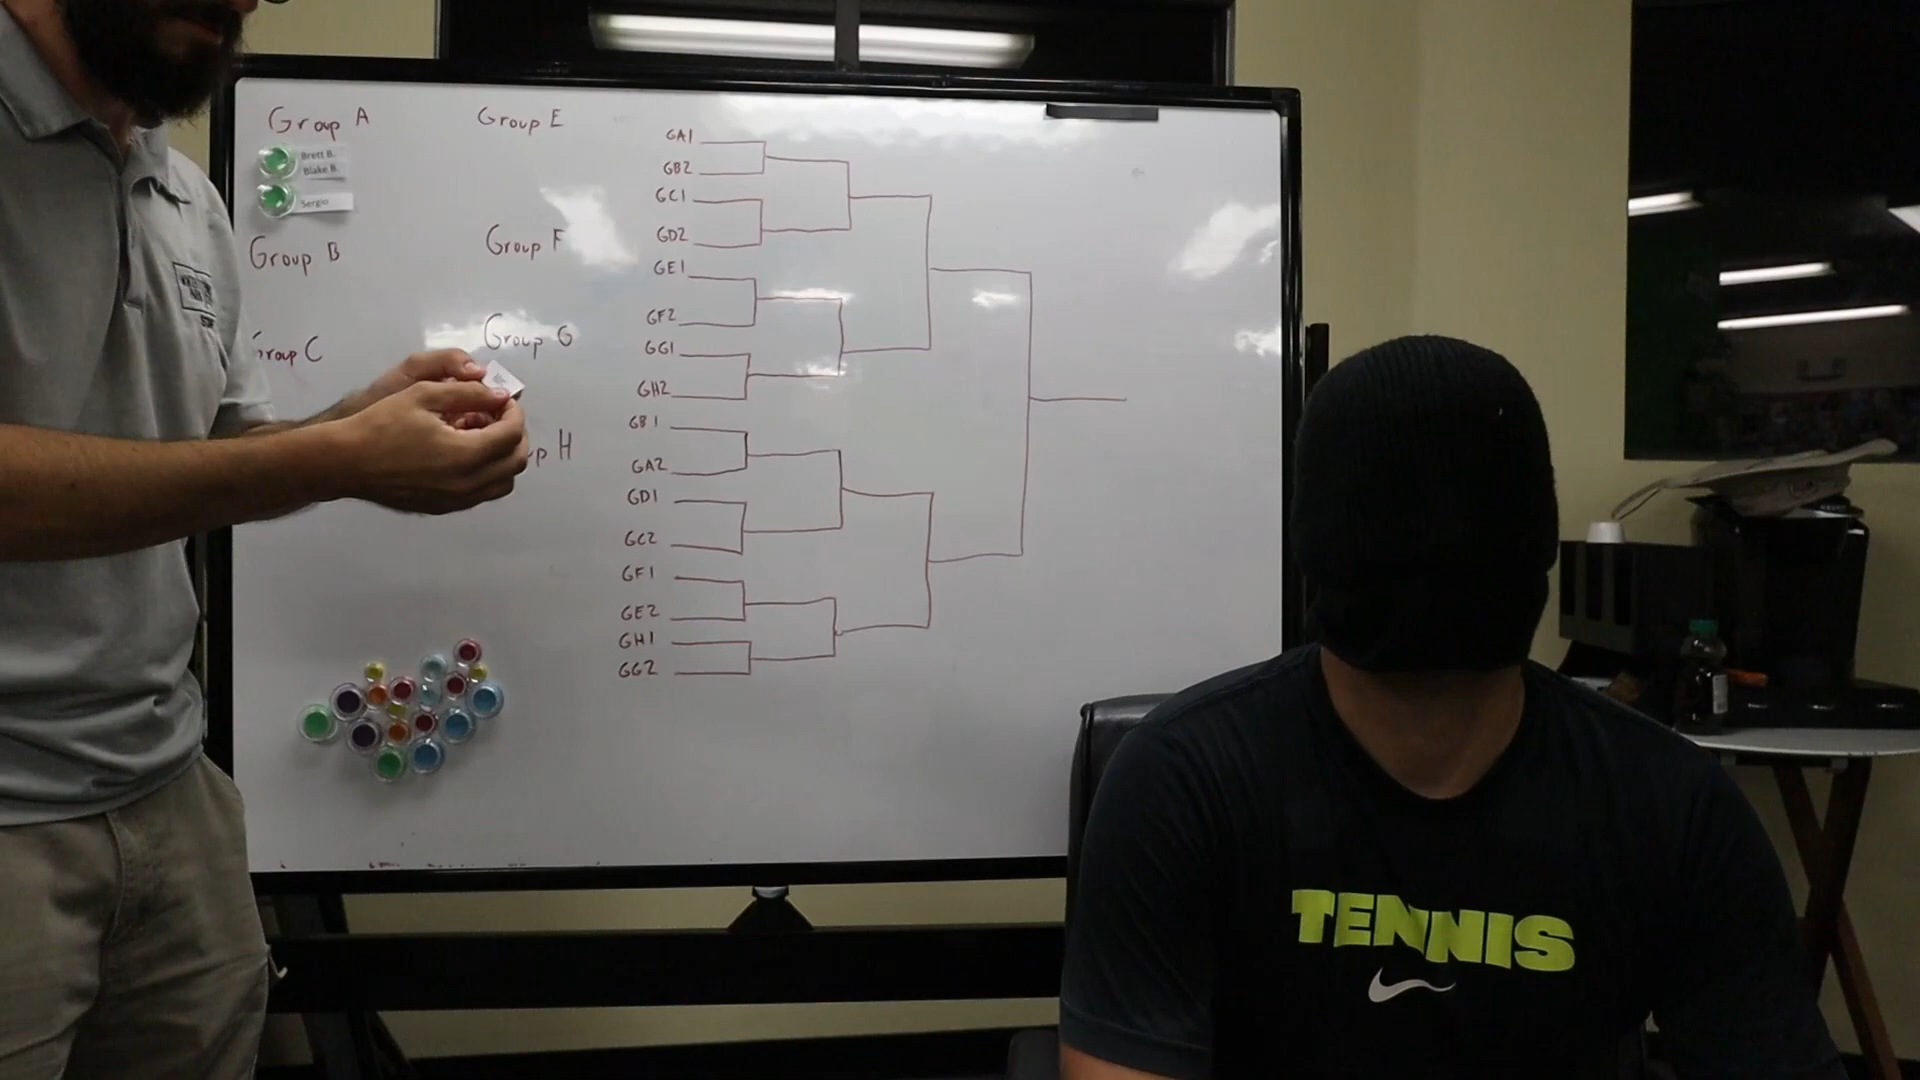 Group A
Brett B.
Blake B.
Sergio
Group B
Group C
Group E
Group F
Group G
H
GA1
GB2
GC1
GD2
GE1
GF2
GG1
GH2
GB1
GA2
GD1
GC2
GF1
GE2
GH1
GG2
TENNIS